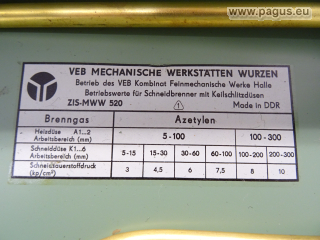 © www.pagus.eu
VEB MECHANISCHE WERKSTÄTTEN WURZEN
Betrieb des VEB Kombinat Feinmechanische Werke Halle
Betriebswerte für Schneidbrenner mit Keilschlitzdüsen
ZIS-MWW 520 1 Made in DDR
Brenngas Azetylen
Heizdüse A1...2
Arbeitsbereich (mm) 5-100 100-300
Schneiddüse K1...6
Arbeitsbereich (mm) 5-15 15-30 30-60 60-100 100-200 200-300
Schneidsauerstoffdruck
(kp/cm²) 3 4,5 6 7,5 8 10